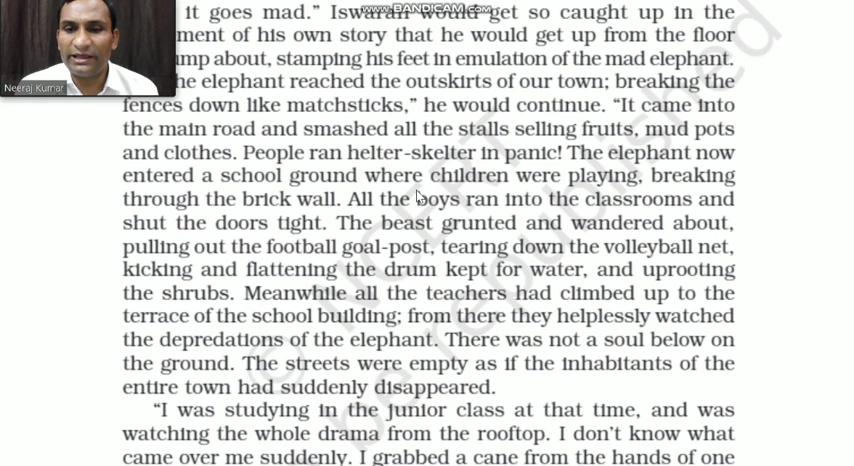 it goes mad.” Iswaran would get so caught up in the
www.BANDICAM.com
ment of his own story that he would get up from the floor
ump about, stamping his feet in emulation of the mad elephant.
he elephant reached the outskirts of our town; breaking the
Neeraj Kumar
fences down like matchsticks,” he would continue. “It came into
the main road and smashed all the stalls selling fruits, mud pots
and clothes. People ran helter-skelter in panic! The elephant now
entered a school ground where children were playing, breaking
through the brick wall. All the boys ran into the classrooms and
shut the doors tight. The beast grunted and wandered about,
pulling out the football goal-post, tearing down the volleyball net,
kicking and flattening the drum kept for water, and uprooting
the shrubs. Meanwhile all the teachers had climbed up to the
terrace of the school building; from there they helplessly watched
the depredations of the elephant. There was not a soul below on
the ground. The streets were empty as if the inhabitants of the
entire town had suddenly disappeared.
“I was studying in the junior class at that time, and was
watching the whole drama from the rooftop. I don’t know what
came over me suddenly. I grabbed a cane from the hands of one
© NCERT
be republished